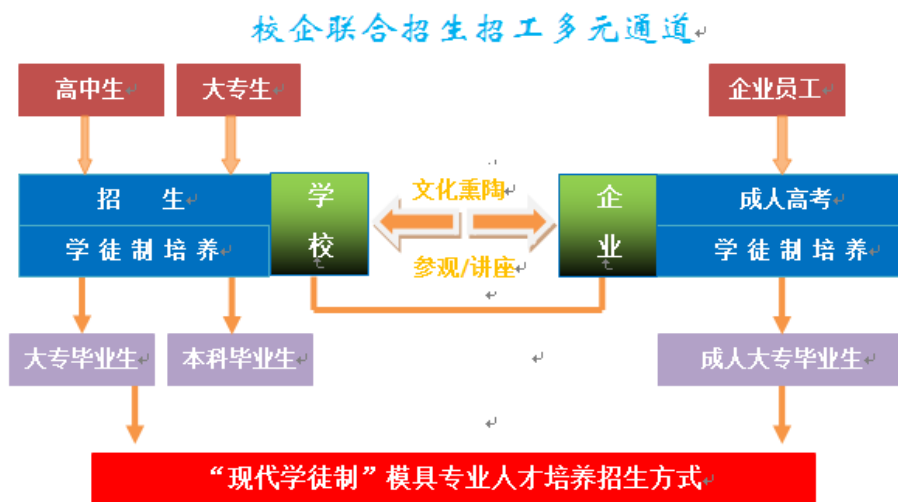 校企联合招生招工多元通道
高中生
大专生
企业员工
招 生
学徒制培养
学校
文化熏陶
参观/讲座
企业
成人高考
学徒制培养
大专毕业生
本科毕业生
成人大专毕业生
“现代学徒制”模具专业人才培养招生方式